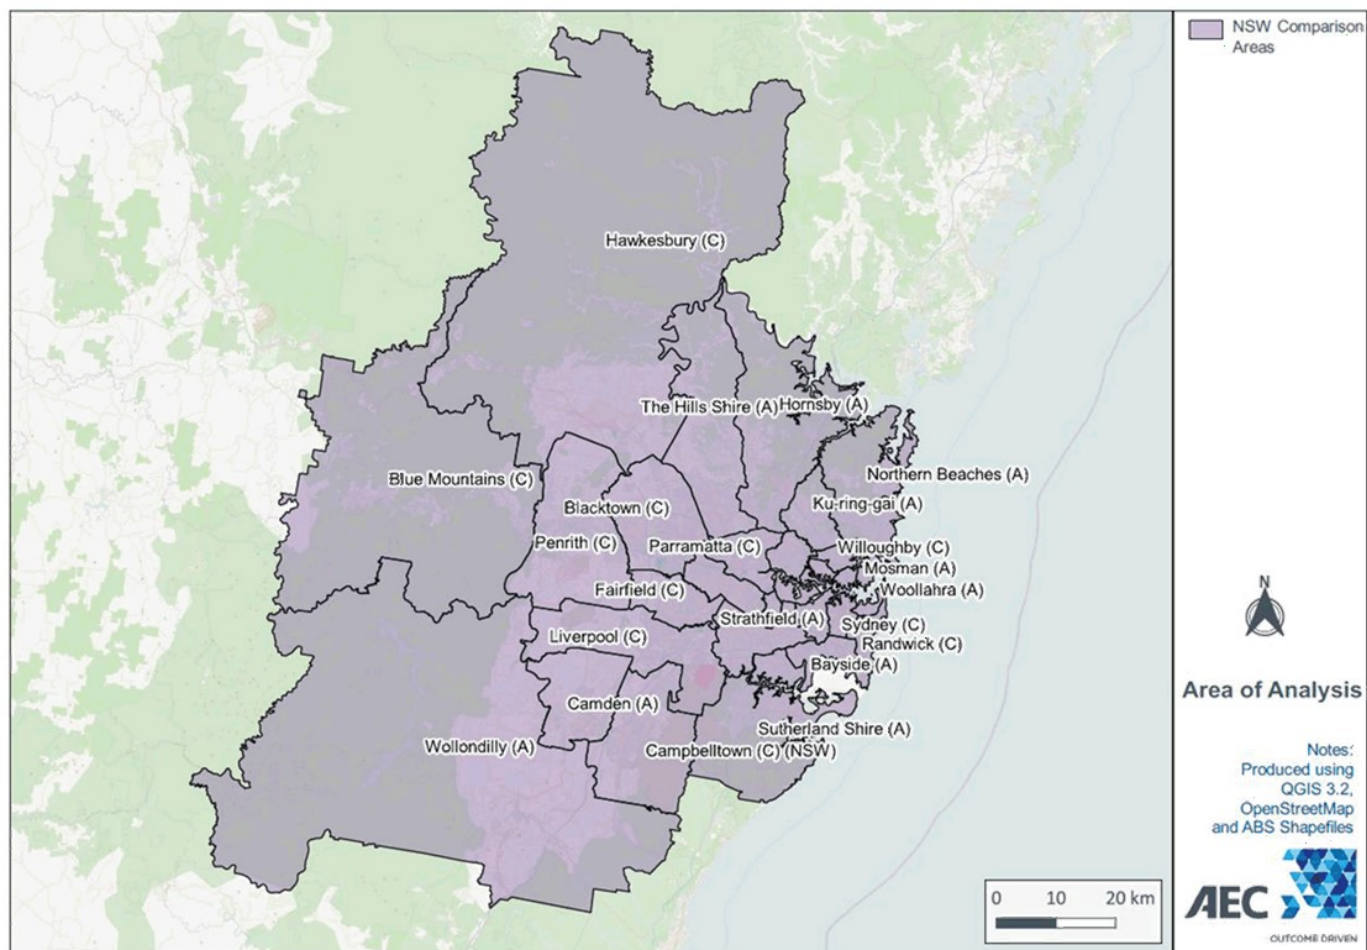 NSW Comparison
Areas
Hawkesbury (C)
The Hills Shire (A)
Hornsby (A)
Northern Beaches (A)
Blue Mountains (C)
Ku-ring-gai (A)
Blacktown (C)
Penrith (C)
Parramatta (C)
Willoughby (C)
Mosman (A)
Woollahra (A)
Fairfield (C)
Strathfield (A)
Sydney (C)
Liverpool (C)
Randwick (C)
Bayside (A)
Camden (A)
Sutherland Shire (A)
Wollondilly (A)
Campbelltown (C) (NSW)
N
Area of Analysis
Notes:
Produced using
QGIS 3.2,
OpenStreetMap
and ABS Shapefiles
0 10 20 km
AEC
OUTCOME DRIVEN